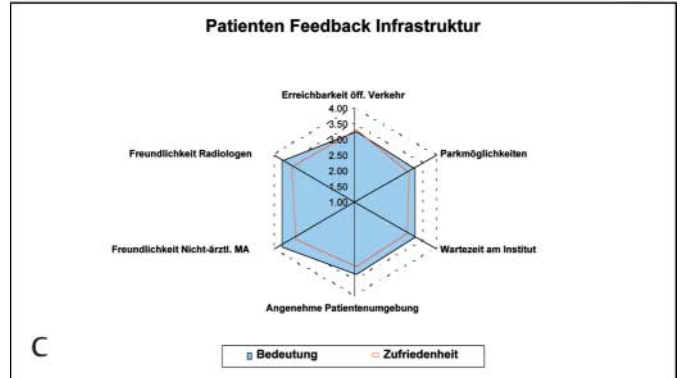 Patienten Feedback Infrastruktur
Erreichbarkeit öff. Verkehr
4.00
3.50
3.00
2.50
2.00
1.50
1.00
Freundlichkeit Radiologen
Parkmöglichkeiten
Freundlichkeit Nicht-ärztl. MA
Wartezeit am Institut
Angenehme Patientenumgebung
C
Bedeutung Zufriedenheit